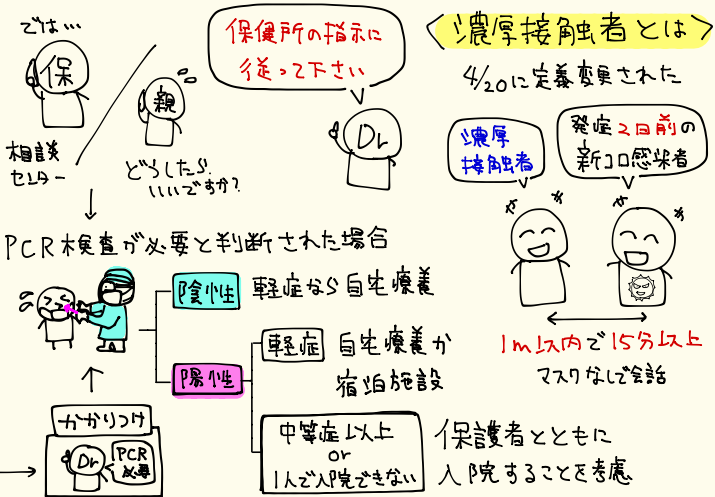 では…
保
相談
センター
親
どうしたら
いいですか?
保健所の指示に
従って下さい
Dr
PCR検査が必要と判断された場合
陰性
軽症なら自宅療養
陽性
軽症
自宅療養か
宿泊施設
中等症以上
or
1人で入院できない
保護者とともに
入院することを考慮
かかりつけ
Dr
PCR
必要
〈濃厚接触者とは〉
4/20に定義変更された
濃厚
接触者
発症2日前の
新コロ感染者
1m以内で15分以上
マスクなしで会話